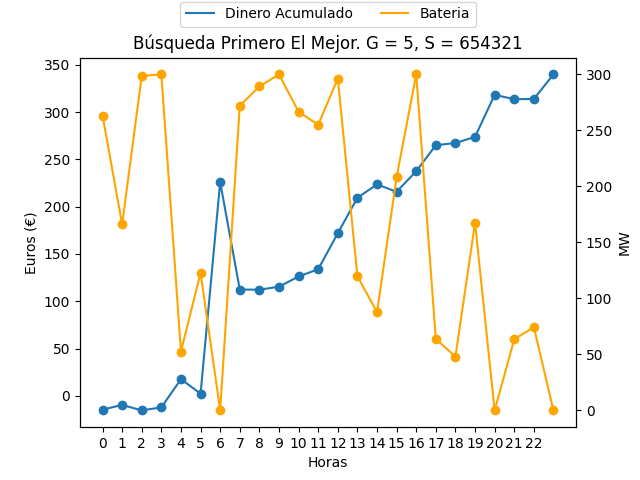 Dinero Acumulado Bateria
Búsqueda Primero El Mejor. G = 5, S = 654321
350
300
250
200
150
100
50
0
Euros (€)
300
250
200
150
100
50
0
MW
0 1 2 3 4 5 6 7 8 9 10 11 12 13 14 15 16 17 18 19 20 21 22
Horas